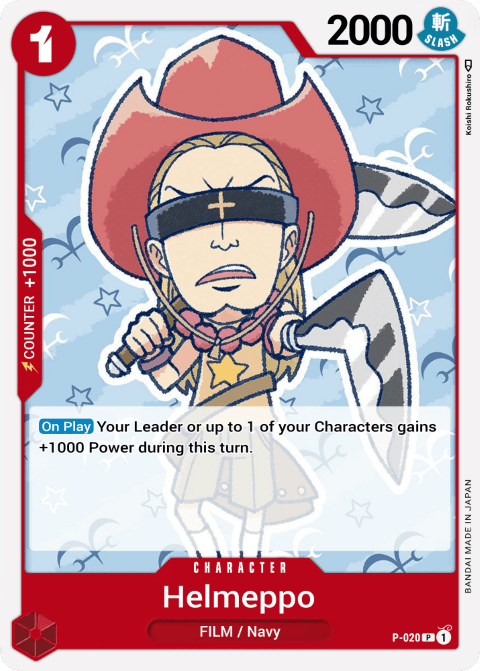 1
2000
斬
SLASH
Koishi Rokushiro
COUNTER +1000
On Play Your Leader or up to 1 of your Characters gains
+1000 Power during this turn.
BANDAI MADE IN JAPAN
CHARACTER
Helmeppo
FILM / Navy
P-020 P 1